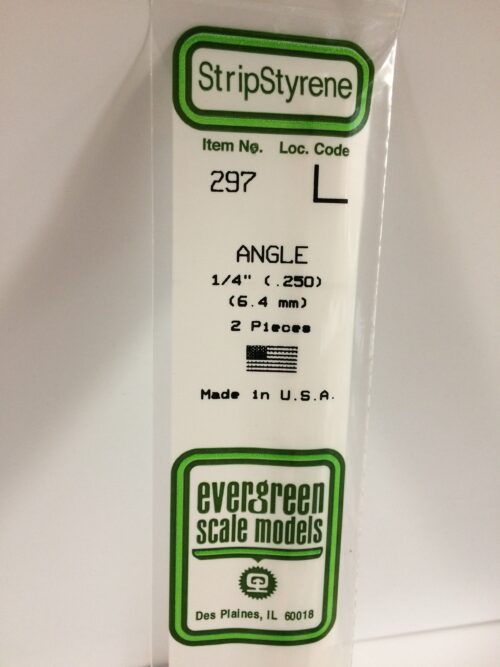 StripStyrene
Item No. Loc. Code
297 L
ANGLE
1/4" (.250)
(6.4 mm)
2 Pieces
Made in U.S.A.
evergreen
scale models
Des Plaines, IL 60018